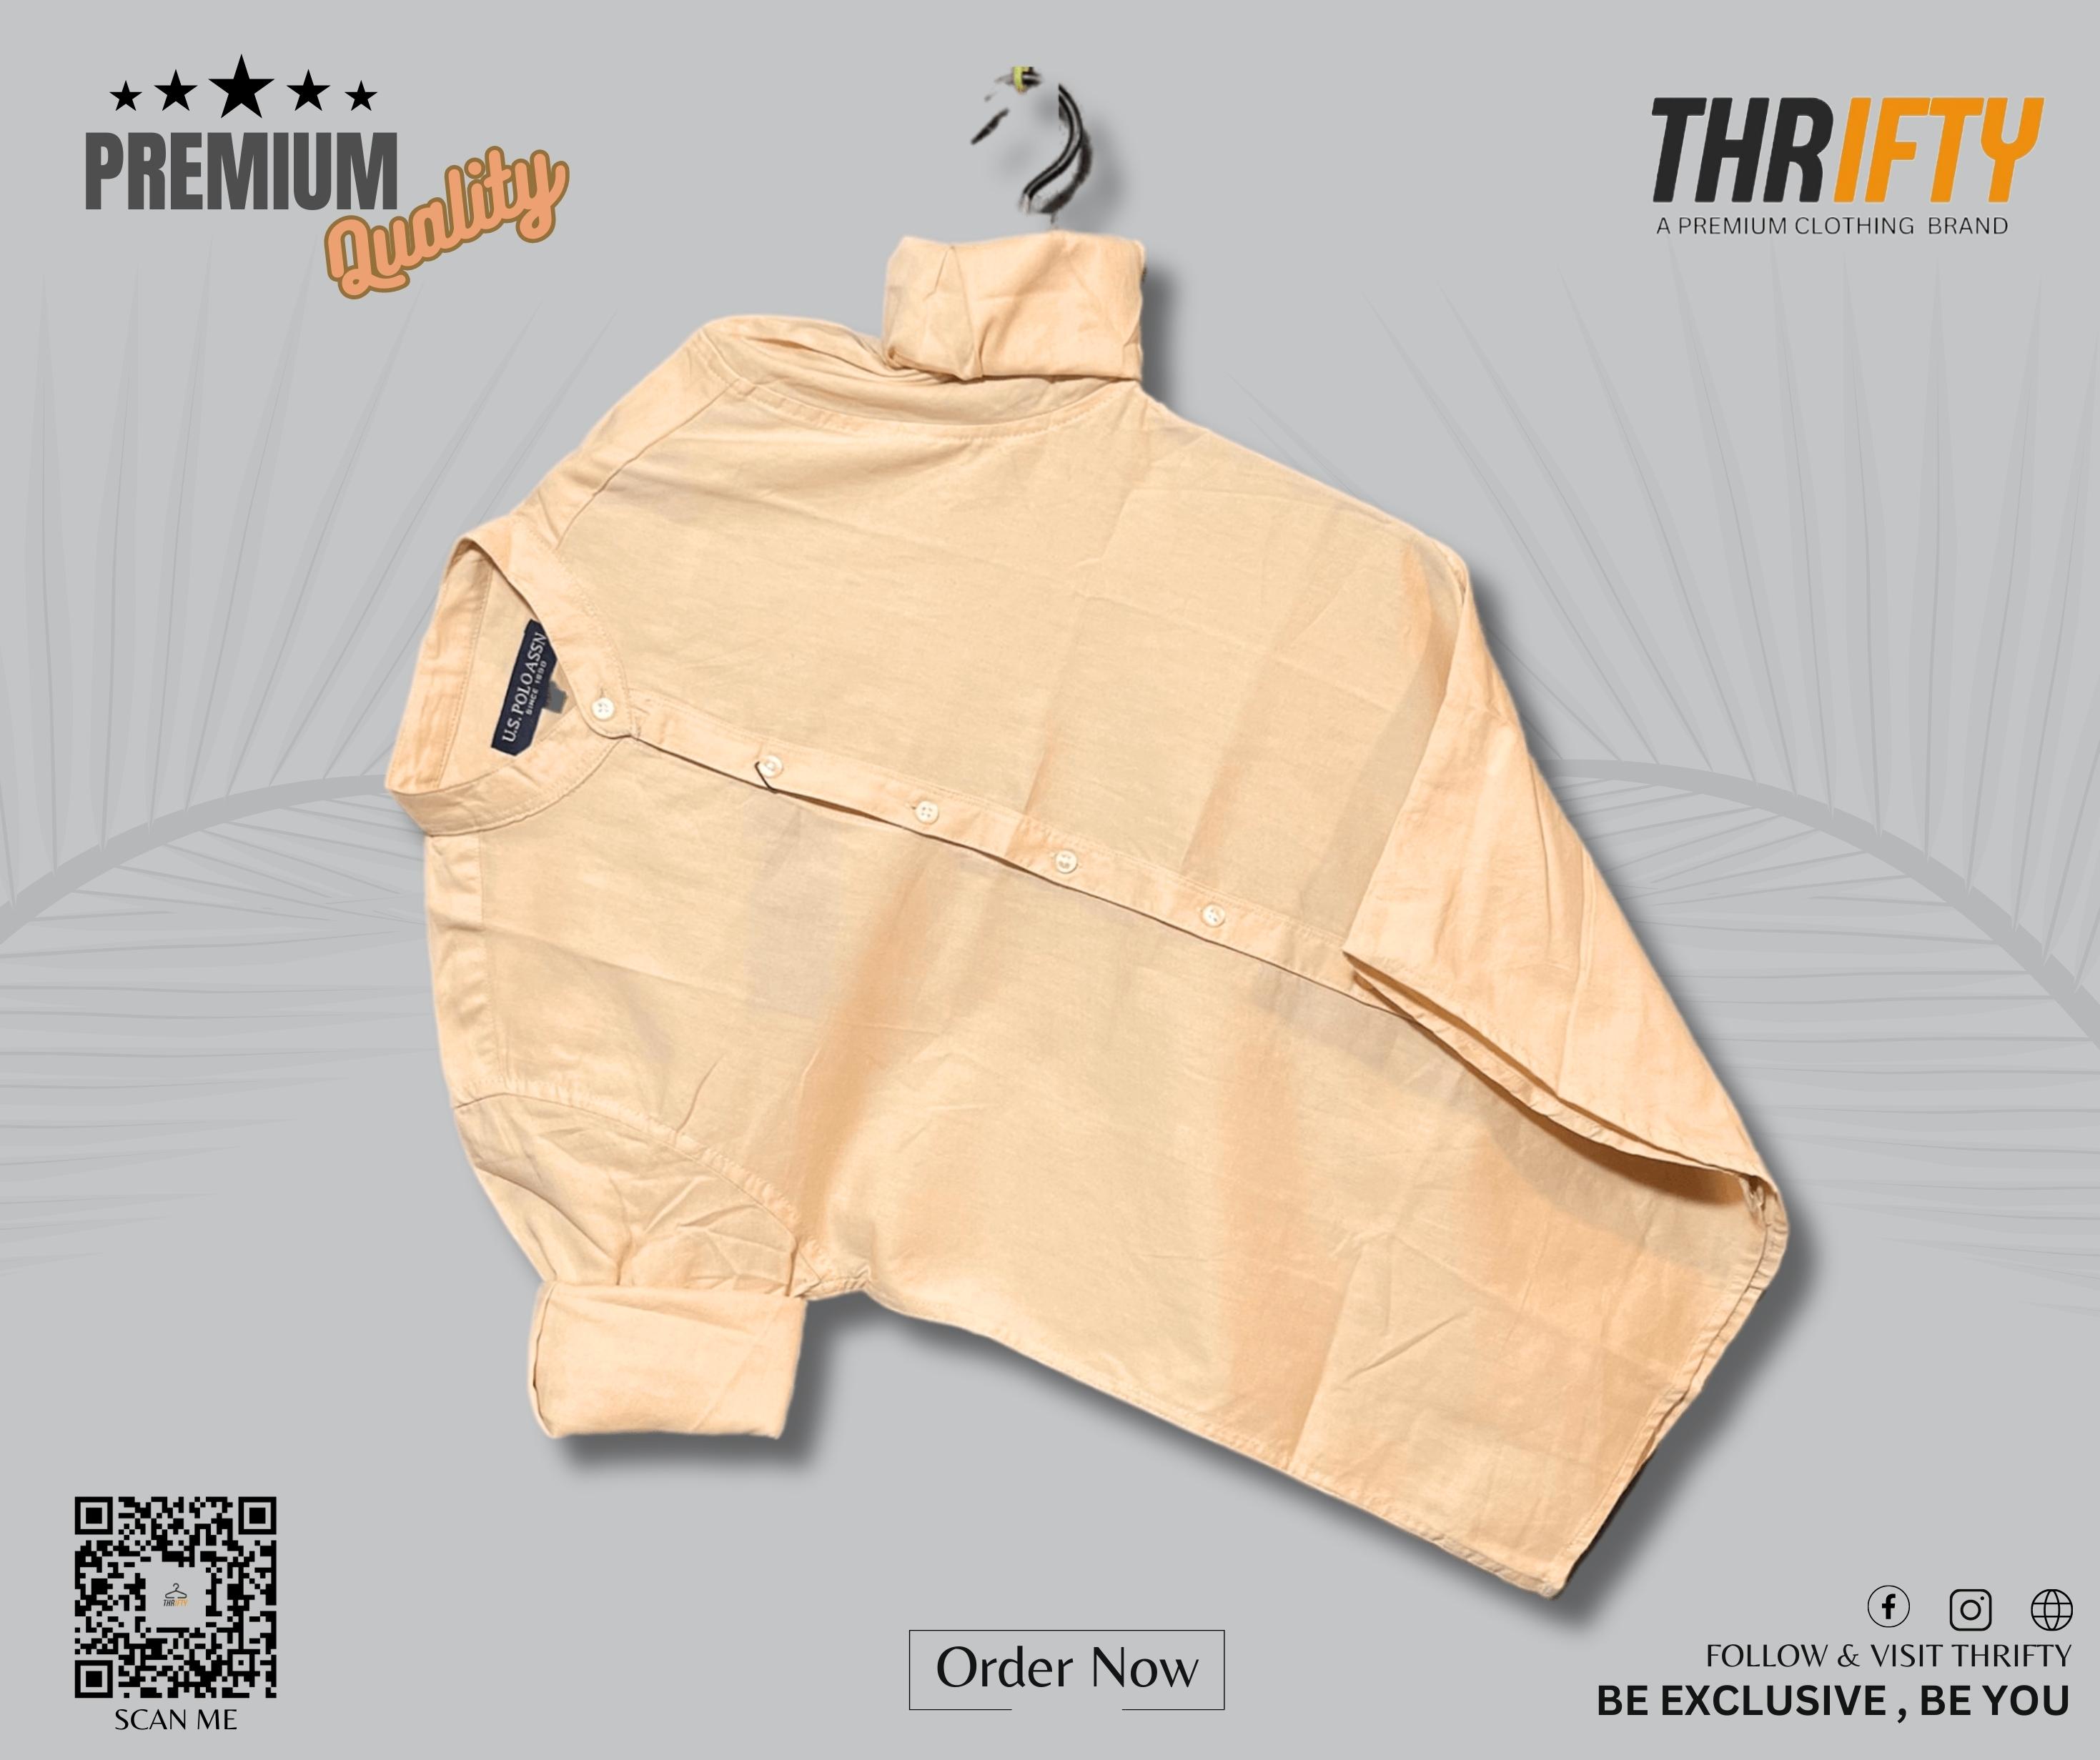 PREMIUM
Quality
THRIFTY
A PREMIUM CLOTHING BRAND
U.S. POLO ASSN
SINCE 1890
THRIFTY
SCAN ME
Order Now
FOLLOW & VISIT THRIFTY
BE EXCLUSIVE , BE YOU